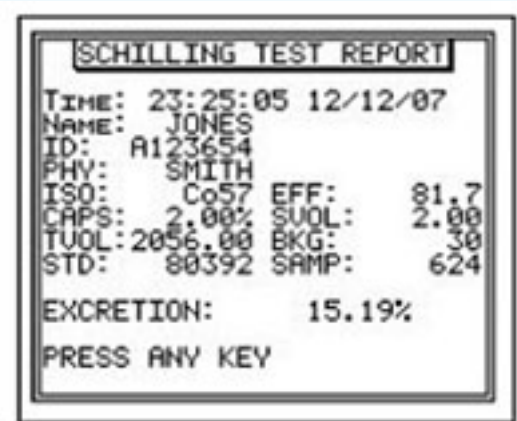 SCHILLING TEST REPORT
TIME: 23:25:05 12/12/07
NAME: JONES
ID: A123654
PHY: SMITH
ISO: Co57 EFF: 81.7
CAPS: 2.00% SVOL: 2.00
TVOL:2056.00 BKG: 30
STD: 80392 SAMP: 624
EXCRETION: 15.19%
PRESS ANY KEY